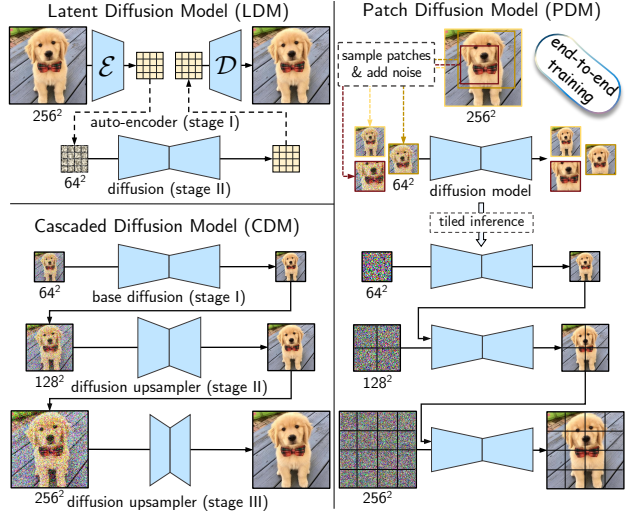 Latent Diffusion Model (LDM)
ℰ
𝒟
256²
auto-encoder (stage I)
64²
diffusion (stage II)
Cascaded Diffusion Model (CDM)
64²
base diffusion (stage I)
128²
diffusion upsampler (stage II)
256²
diffusion upsampler (stage III)
Patch Diffusion Model (PDM)
sample patches
& add noise
256²
end-to-end
training
64²
diffusion model
tiled inference
64²
128²
256²